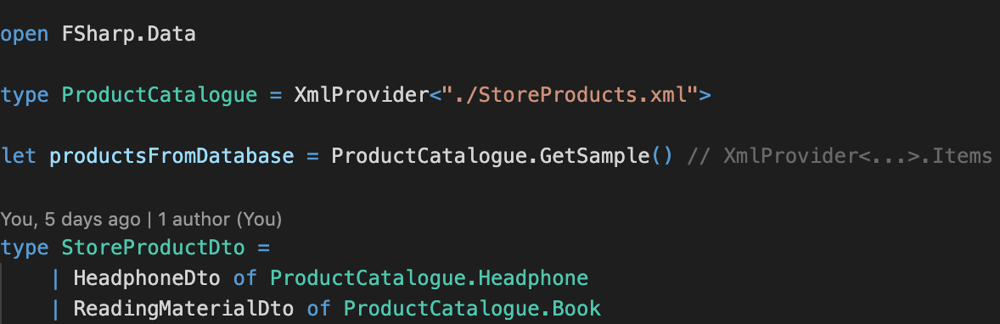 open FSharp.Data
type ProductCatalogue = XmlProvider<"./StoreProducts.xml">
let productsFromDatabase = ProductCatalogue.GetSample() // XmlProvider<...>.Items
You, 5 days ago | 1 author (You)
type StoreProductDto =
| HeadphoneDto of ProductCatalogue.Headphone
| ReadingMaterialDto of ProductCatalogue.Book